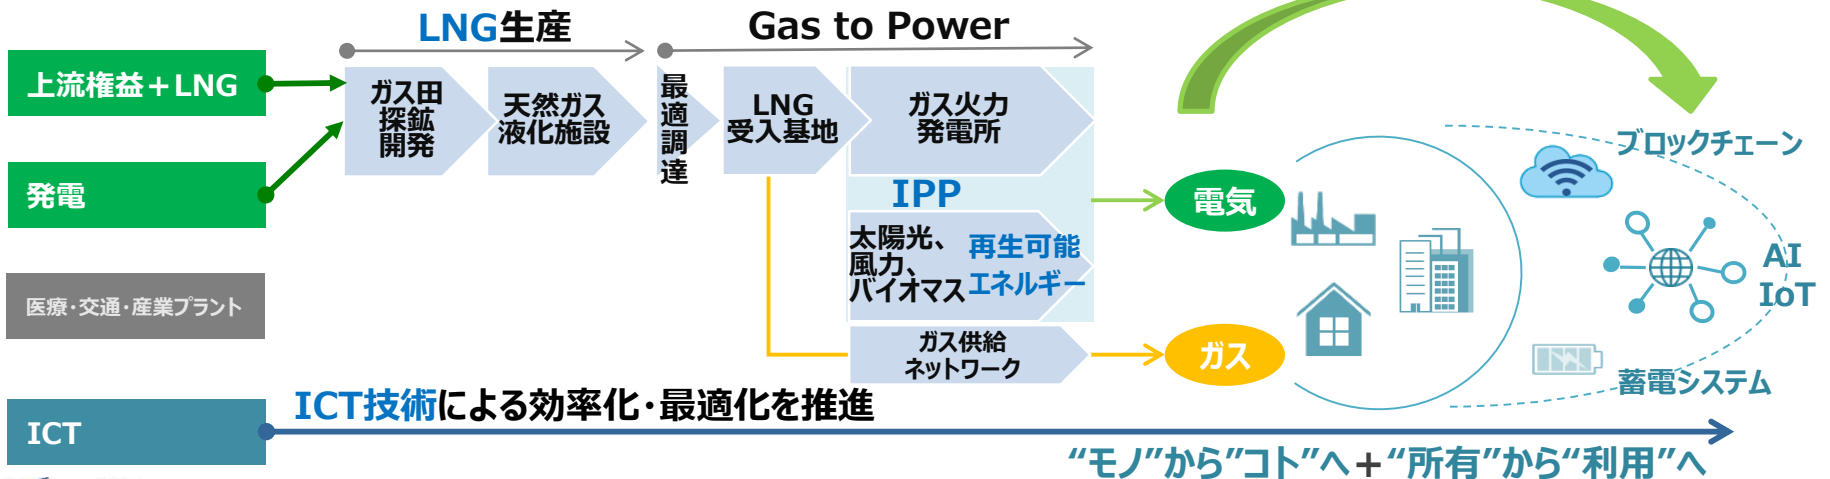 LNG生産
Gas to Power
上流権益＋LNG
発電
医療・交通・産業プラント
ICT
ガス田
探鉱
開発
天然ガス
液化施設
最適調達
LNG
受入基地
ガス火力
発電所
IPP
太陽光、
風力、
バイオマス
再生可能
エネルギー
ガス供給
ネットワーク
電気
ガス
ブロックチェーン
AI
IoT
蓄電システム
ICT技術による効率化・最適化を推進
“モノ”から”コト”へ＋“所有”から“利用”へ